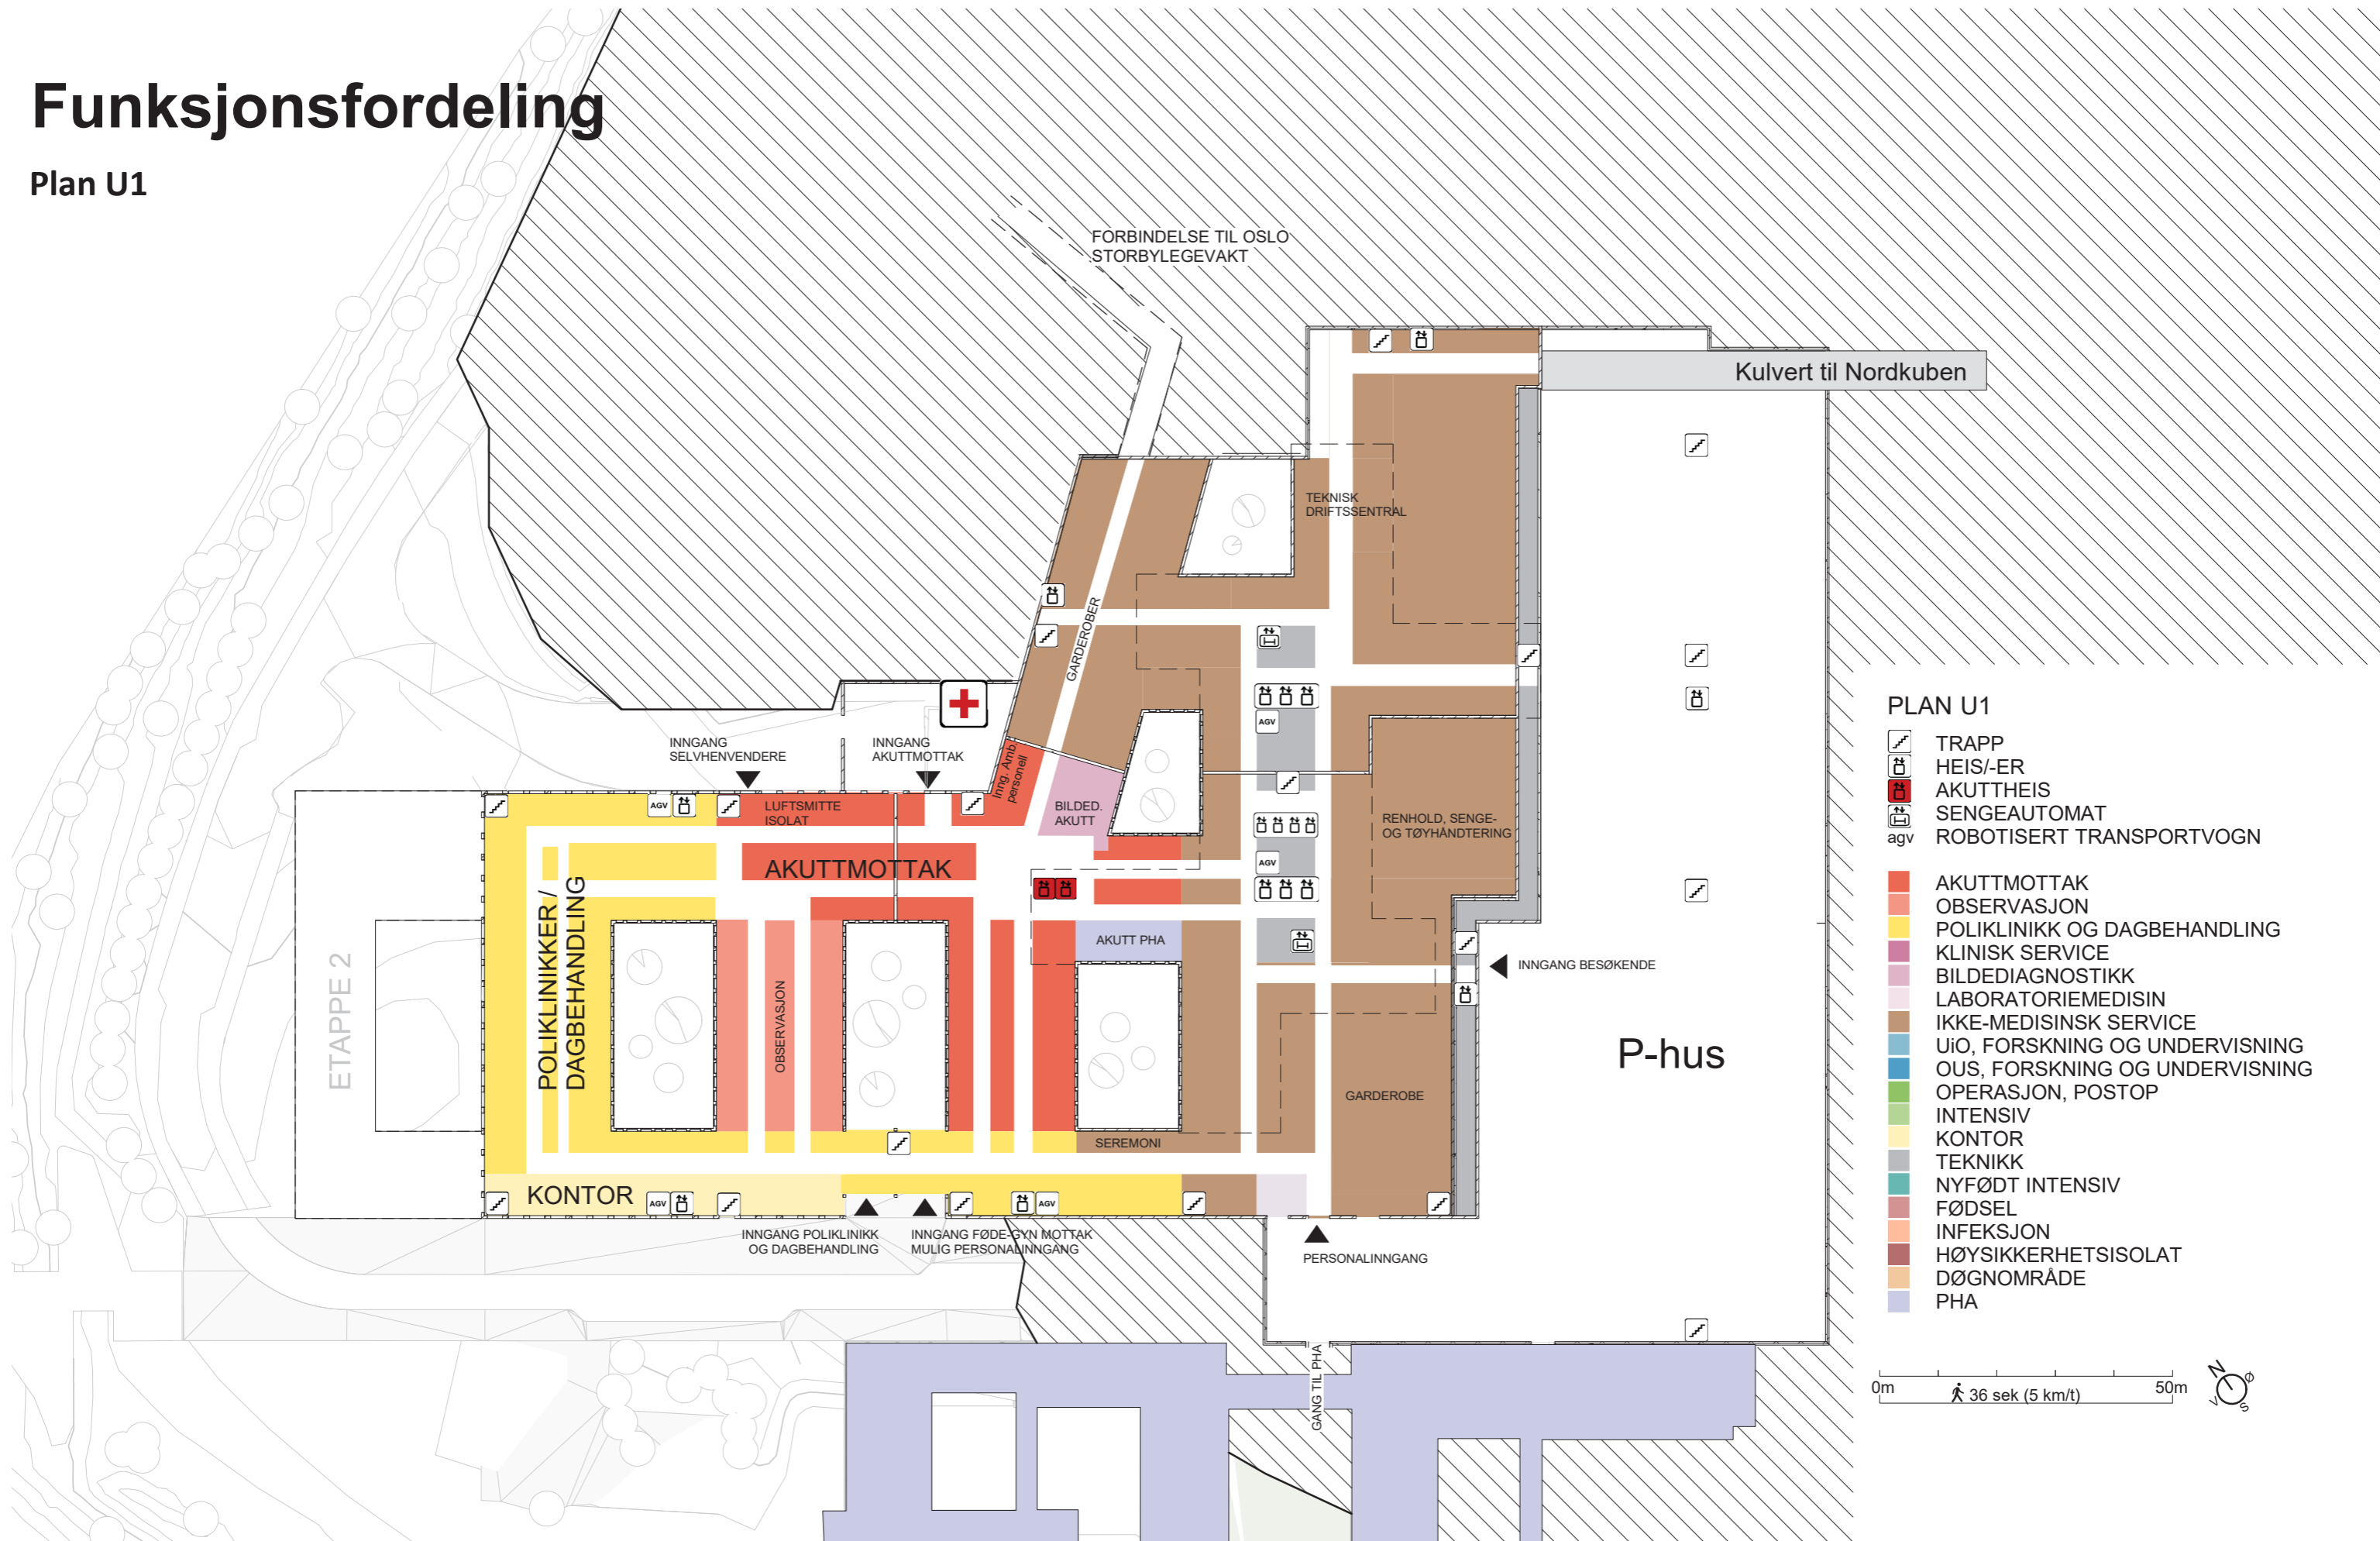 Funksjonsfordeling
Plan U1
FORBINDELSE TIL OSLO
STORBYLEGEVAKT
Kulvert til Nordkuben
TEKNISK
DRIFTSSENTRAL
GARDEROBER
INNGANG
SELVHENVENDERE
INNGANG
AKUTTMOTTAK
Inng. Amb.
personell
AGV
LUFTSMITTE
ISOLAT
BILDED.
AKUTT
AGV
RENHOLD, SENGE-
OG TØYHÅNDTERING
AKUTTMOTTAK
AGV
POLIKLINIKKER /
DAGBEHANDLING
ETAPPE 2
OBSERVASJON
AKUTT PHA
INNGANG BESØKENDE
P-hus
GARDEROBE
SEREMONI
KONTOR
AGV
AGV
INNGANG POLIKLINIKK
OG DAGBEHANDLING
INNGANG FØDE-GYN MOTTAK
MULIG PERSONALINNGANG
PERSONALINNGANG
GANG TIL PHA
PLAN U1
TRAPP
HEIS/-ER
AKUTTHEIS
SENGEAUTOMAT
agv ROBOTISERT TRANSPORTVOGN
AKUTTMOTTAK
OBSERVASJON
POLIKLINIKK OG DAGBEHANDLING
KLINISK SERVICE
BILDEDIAGNOSTIKK
LABORATORIEMEDISIN
IKKE-MEDISINSK SERVICE
UiO, FORSKNING OG UNDERVISNING
OUS, FORSKNING OG UNDERVISNING
OPERASJON, POSTOP
INTENSIV
KONTOR
TEKNIKK
NYFØDT INTENSIV
FØDSEL
INFEKSJON
HØYSIKKERHETSISOLAT
DØGNOMRÅDE
PHA
0m 36 sek (5 km/t) 50m
N Ø
V S